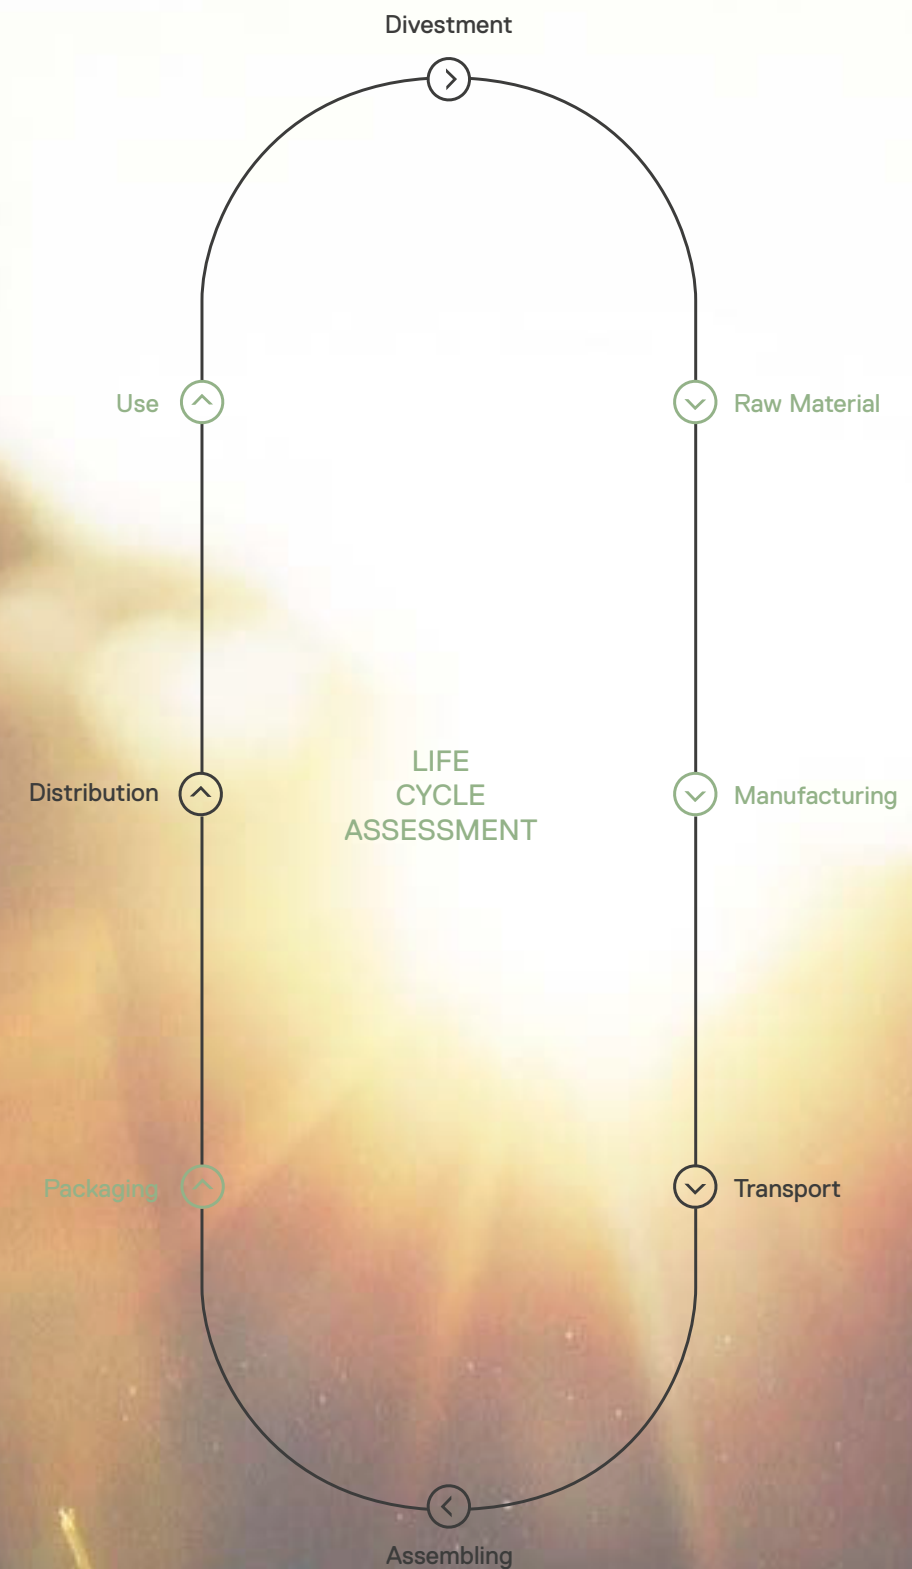 Divestment
Use
Raw Material
Distribution
LIFE
CYCLE
ASSESSMENT
Manufacturing
Packaging
Transport
Assembling